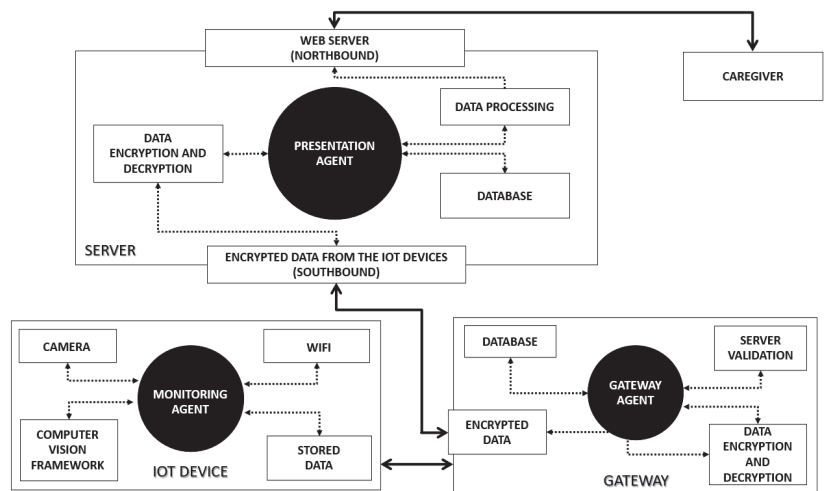 WEB SERVER
(NORTHBOUND)
CAREGIVER
DATA PROCESSING
DATA
ENCRYPTION AND
DECRYPTION
PRESENTATION
AGENT
DATABASE
SERVER
ENCRYPTED DATA FROM THE IOT DEVICES
(SOUTHBOUND)
CAMERA
WIFI
MONITORING
AGENT
COMPUTER
VISION
FRAMEWORK
STORED
DATA
IOT DEVICE
DATABASE
SERVER
VALIDATION
GATEWAY
AGENT
ENCRYPTED
DATA
DATA
ENCRYPTION
AND
DECRYPTION
GATEWAY